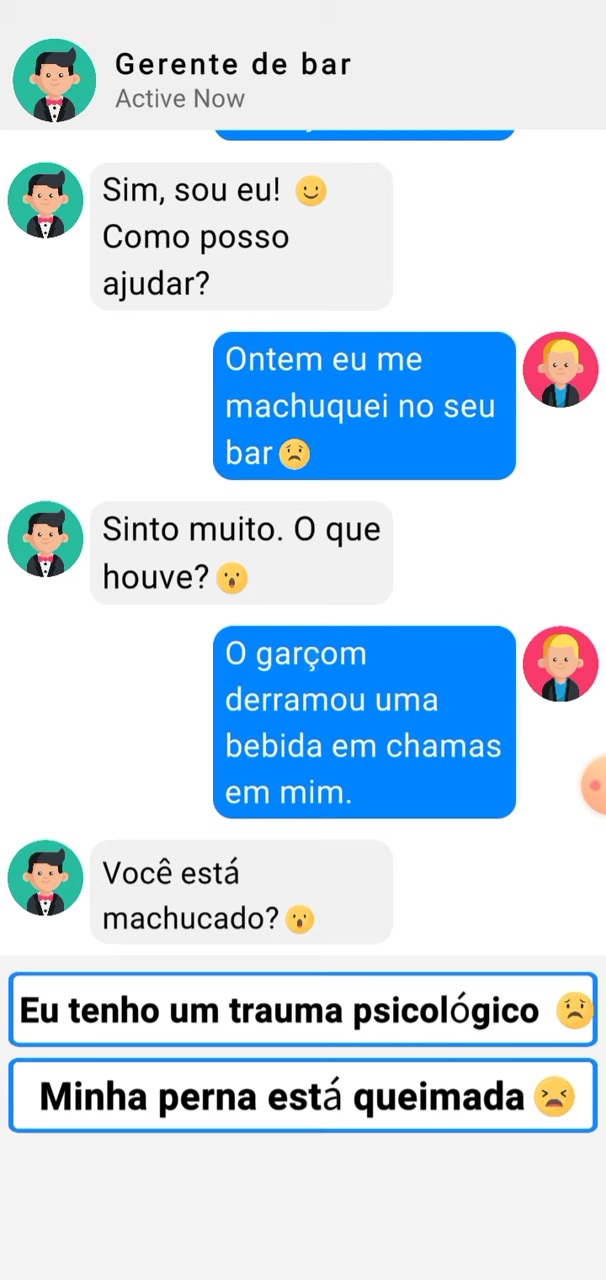 Gerente de bar
Active Now
Sim, sou eu! 🙂
Como posso
ajudar?
Ontem eu me
machuquei no seu
bar😟
Sinto muito. O que
houve?😮
O garçom
derramou uma
bebida em chamas
em mim.
Você está
machucado?😮
Eu tenho um trauma psicológico 😟
Minha perna está queimada 😫